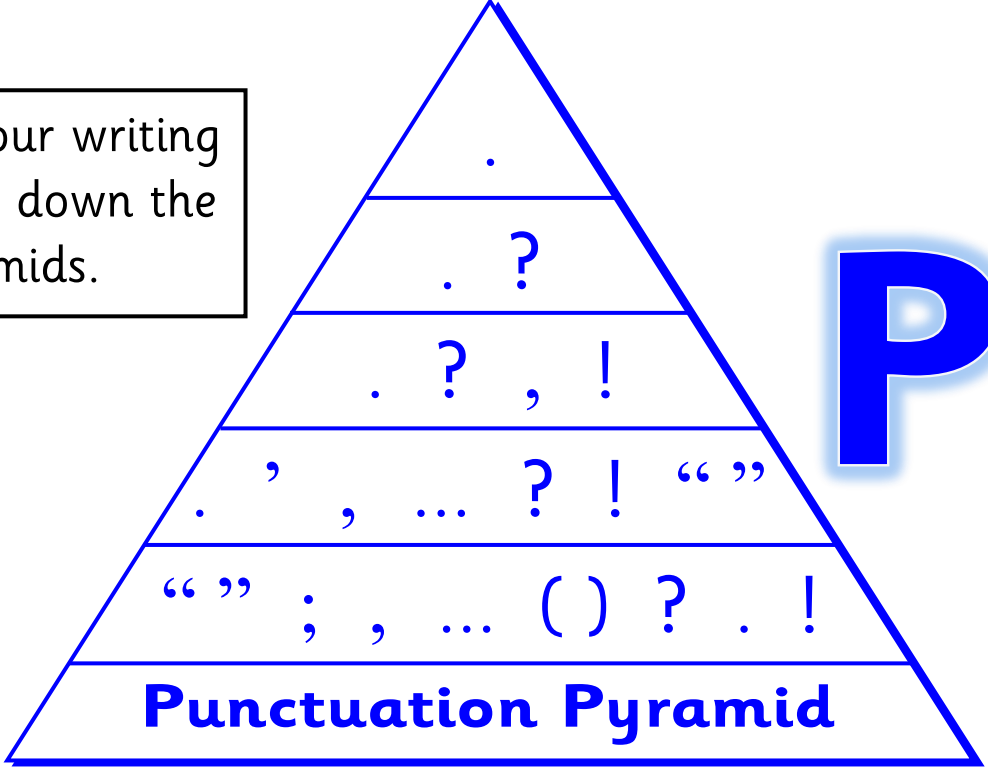 our writing
down the
mids.
.
. ?
. ? , !
. ’ , ... ? ! “ ”
“ ” ; , ... ( ) ? . !
Punctuation Pyramid
P